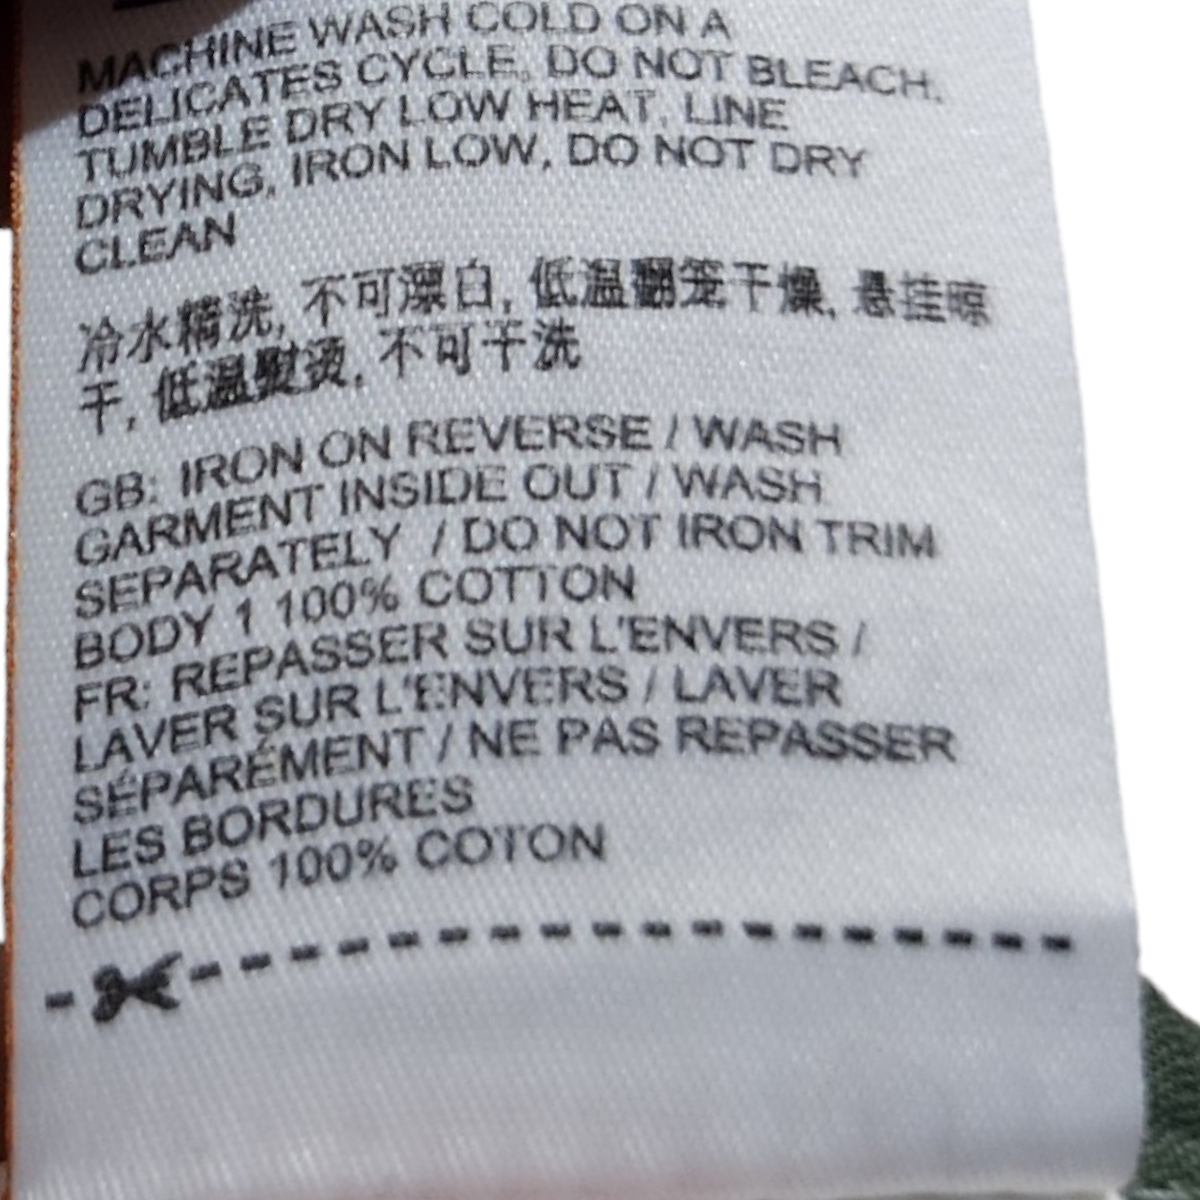 MACHINE WASH COLD ON A
DELICATES CYCLE, DO NOT BLEACH,
TUMBLE DRY LOW HEAT, LINE
DRYING, IRON LOW, DO NOT DRY
CLEAN
冷水精洗, 不可漂白, 低温翻笼干燥, 悬挂晾
干, 低温熨烫, 不可干洗
GB: IRON ON REVERSE / WASH
GARMENT INSIDE OUT / WASH
SEPARATELY / DO NOT IRON TRIM
BODY 1 100% COTTON
FR: REPASSER SUR L'ENVERS /
LAVER SUR L'ENVERS / LAVER
SÉPARÉMENT / NE PAS REPASSER
LES BORDURES
CORPS 100% COTON